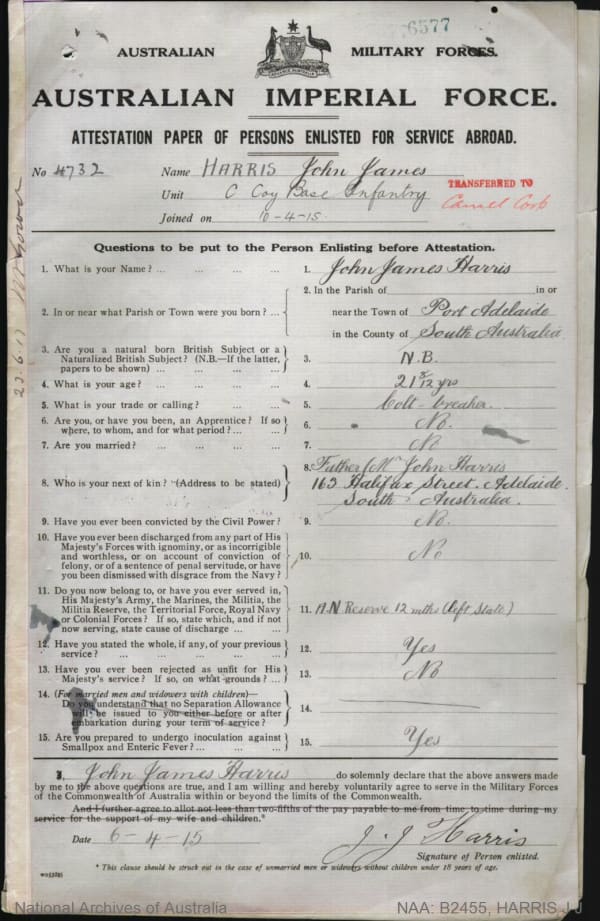 6577
AUSTRALIAN MILITARY FORCES.
AUSTRALIAN IMPERIAL FORCE.
ATTESTATION PAPER OF PERSONS ENLISTED FOR SERVICE ABROAD.
No 4732 Name HARRIS John James
Unit C Coy Base Infantry
TRANSFERED TO
Camel Corps
Joined on 6-4-15.
Questions to be put to the Person Enlisting before Attestation.
1. What is your Name? ... ... ... ... 1. John James Harris
2. In or near what Parish or Town were you born? ... 2. In the Parish of in or
near the Town of Port Adelaide
in the County of South Australia
3. Are you a natural born British Subject or a
Naturalized British Subject? (N.B.—If the latter,
papers to be shown) ... ... ... 3. N.B.
4. What is your age? ... ... ... ... 4. 21 8/12 yrs
5. What is your trade or calling? ... ... 5. Colt-breaker.
6. Are you, or have you been, an Apprentice? If so
where, to whom, and for what period? ... ... 6. No.
7. Are you married? ... ... ... ... 7. No
8. Who is your next of kin? (Address to be stated) 8. Father (Mr John Harris
163 Halifax Street. Adelaide.
South Australia.
9. Have you ever been convicted by the Civil Power? 9. No.
10. Have you ever been discharged from any part of His
Majesty's Forces with ignominy, or as incorrigible
and worthless, or on account of conviction of
felony, or of a sentence of penal servitude, or have
you been dismissed with disgrace from the Navy? 10. No
11. Do you now belong to, or have you ever served in,
His Majesty's Army, the Marines, the Militia, the
Militia Reserve, the Territorial Force, Royal Navy
or Colonial Forces? If so, state which, and if not
now serving, state cause of discharge ... ... 11. A.N Reserve 12 mths (left State)
12. Have you stated the whole, if any, of your previous
service? ... ... ... ... 12. Yes
13. Have you ever been rejected as unfit for His
Majesty's service? If so, on what grounds? ... 13. No
14. (For married men and widowers with children)—
Do you understand that no Separation Allowance
will be issued to you either before or after
embarkation during your term of service? 14.
15. Are you prepared to undergo inoculation against
Smallpox and Enteric Fever? ... ... ... 15. Yes
I, John James Harris do solemnly declare that the above answers made
by me to the above questions are true, and I am willing and hereby voluntarily agree to serve in the Military Forces
of the Commonwealth of Australia within or beyond the limits of the Commonwealth.
And I further agree to allot not less than two-fifths of the pay payable to me from time to time during my
service for the support of my wife and children.*
Date 6-4-15 J. J Harris
Signature of Person enlisted.
* This clause should be struck out in the case of unmarried men or widowers without children under 18 years of age.
23.6.17
National Archives of Australia NAA: B2455, HARRIS J J